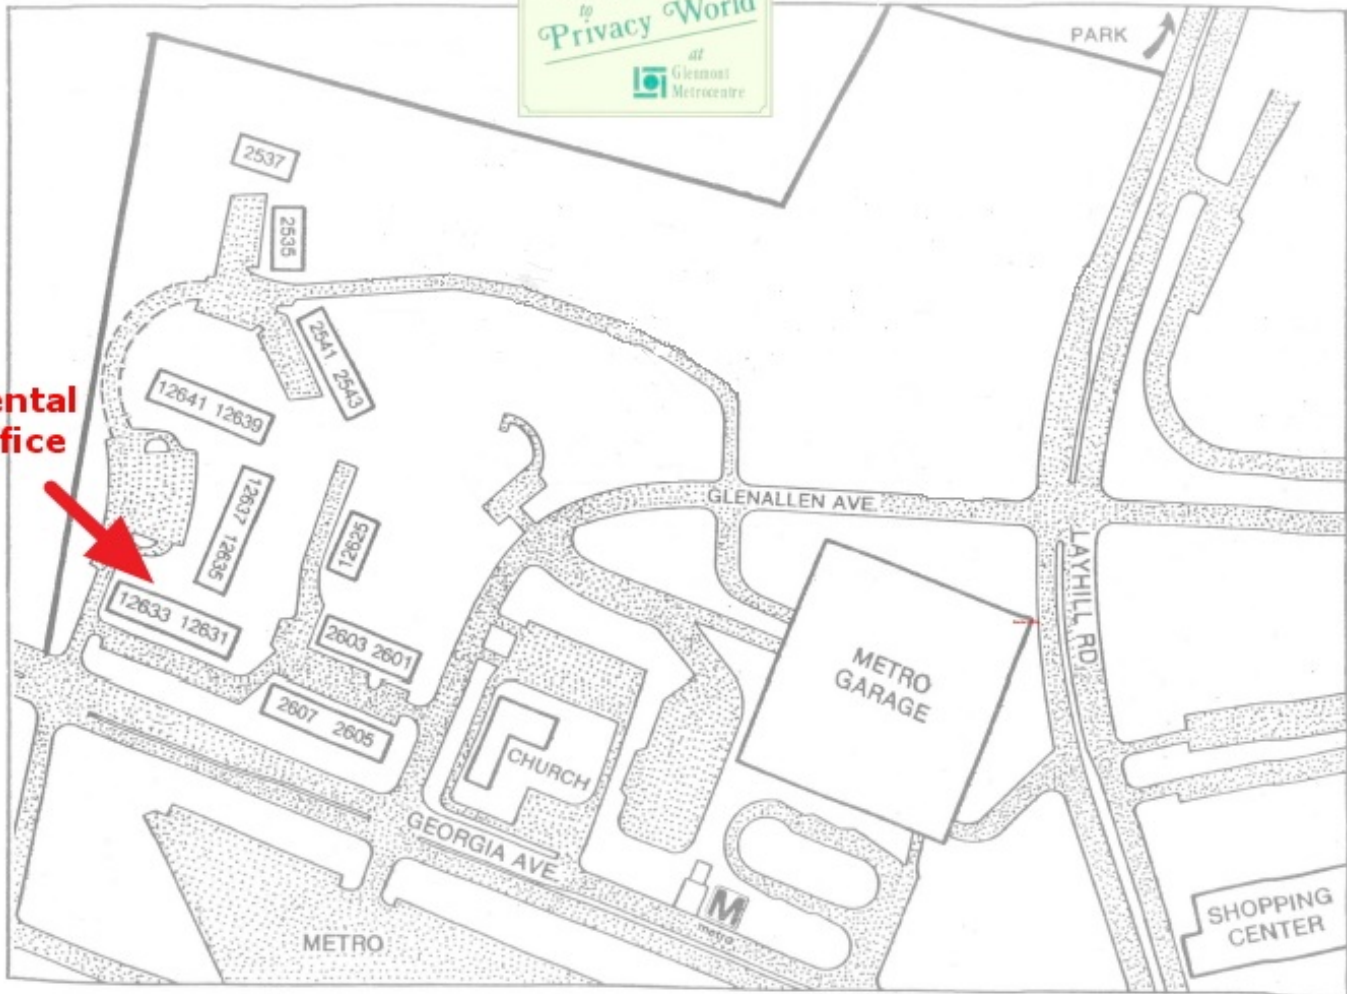 to
Privacy World
at
Glenmont
Metrocentre
PARK
2537
2535
2541 2543
12641 12639
ental
fice
12637 12635
12625
12633 12631
2603 2601
2607 2605
GLENALLEN AVE.
LAYHILL RD
METRO
GARAGE
CHURCH
GEORGIA AVE.
M
metro
METRO
SHOPPING
CENTER